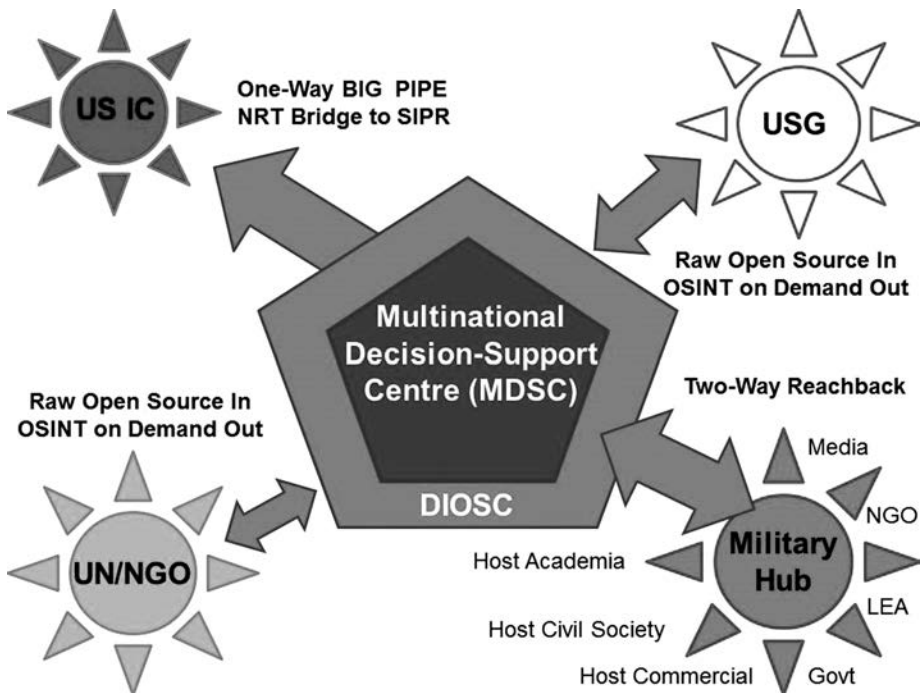 US IC
One-Way BIG PIPE
NRT Bridge to SIPR
USG
Raw Open Source In
OSINT on Demand Out
Multinational
Decision-Support
Centre (MDSC)
DIOSC
Raw Open Source In
OSINT on Demand Out
UN/NGO
Two-Way Reachback
Media
NGO
Military
Hub
Host Academia
LEA
Host Civil Society
Host Commercial
Govt